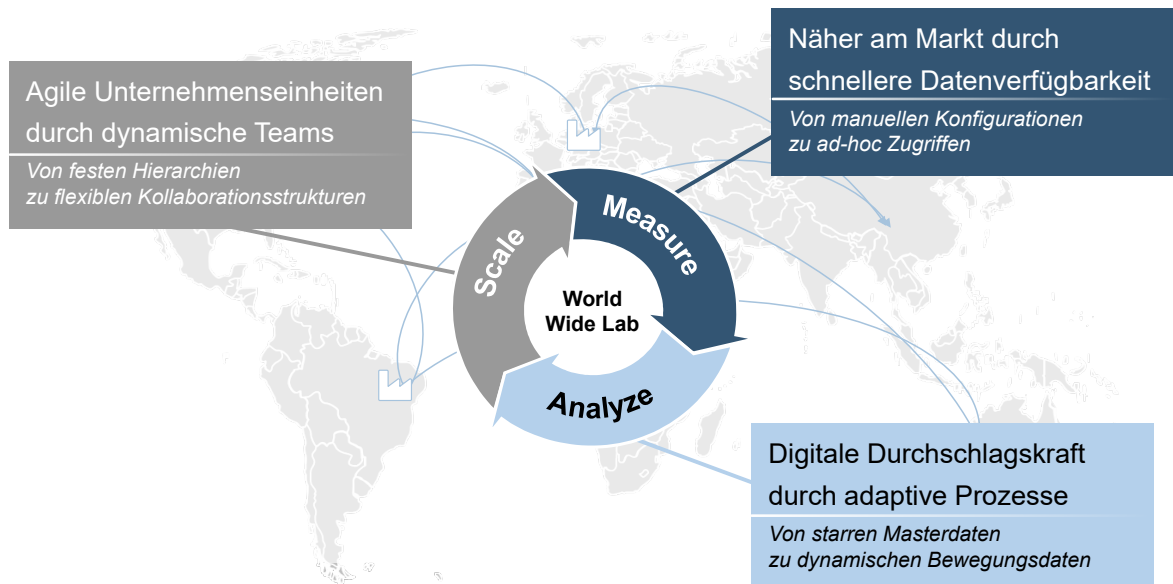 Agile Unternehmenseinheiten
durch dynamische Teams
Von festen Hierarchien
zu flexiblen Kollaborationsstrukturen
Näher am Markt durch
schnellere Datenverfügbarkeit
Von manuellen Konfigurationen
zu ad-hoc Zugriffen
Scale
Measure
World
Wide Lab
Analyze
Digitale Durchschlagskraft
durch adaptive Prozesse
Von starren Masterdaten
zu dynamischen Bewegungsdaten